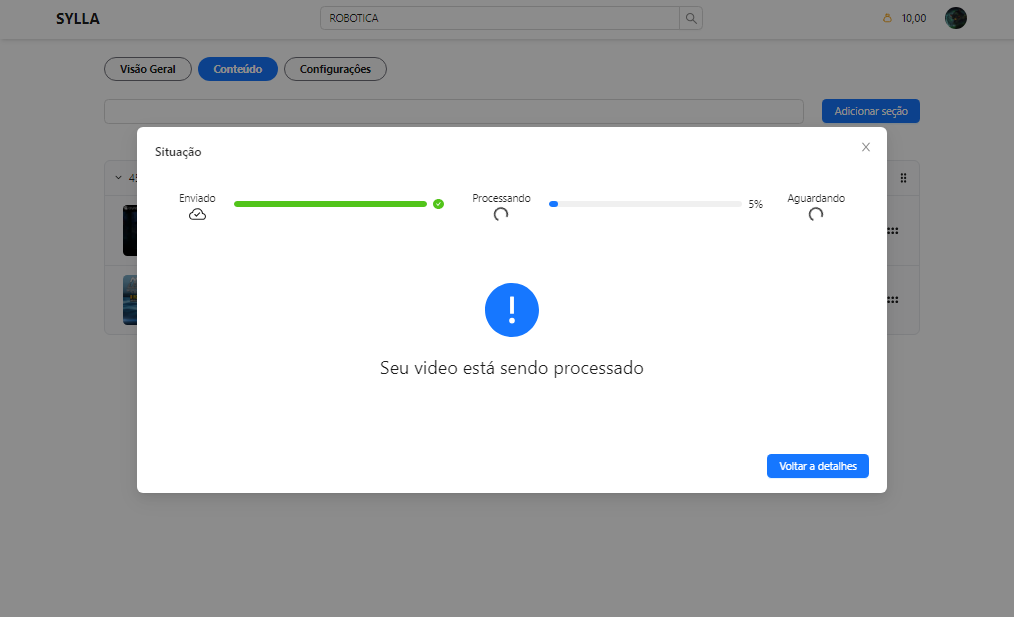 SYLLA
ROBOTICA
10,00
Visão Geral
Conteúdo
Configurações
Adicionar seção
Situação
Enviado
Processando
5%
Aguardando
Seu video está sendo processado
Voltar a detalhes